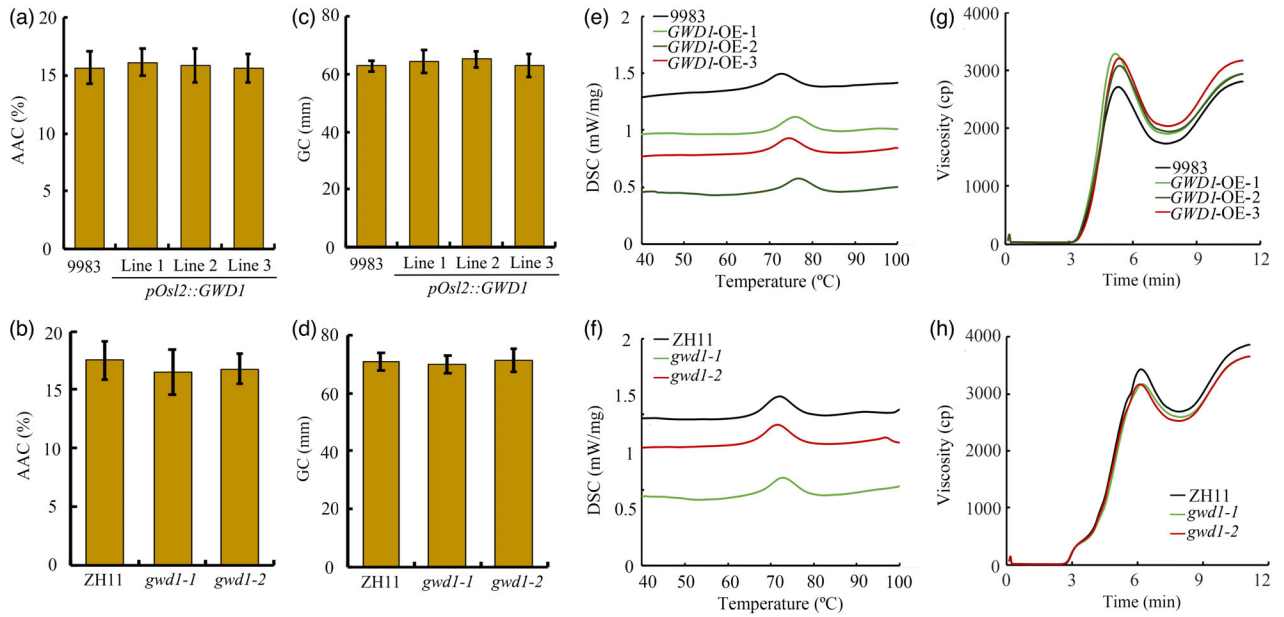 (a)
20
15
10
5
0
AAC (%)
9983
Line 1 Line 2 Line 3
pOsl2::GWD1
(c)
80
60
40
20
0
GC (mm)
9983
Line 1 Line 2 Line 3
pOsl2::GWD1
(e)
2
1.5
1
0.5
0
DSC (mW/mg)
9983
GWD1-OE-1
GWD1-OE-2
GWD1-OE-3
40 50 60 70 80 90 100
Temperature (ºC)
(g)
4000
3000
2000
1000
0
Viscosity (cp)
9983
GWD1-OE-1
GWD1-OE-2
GWD1-OE-3
0 3 6 9 12
Time (min)
(b)
20
15
10
5
0
AAC (%)
ZH11 gwd1-1 gwd1-2
(d)
80
60
40
20
0
GC (mm)
ZH11 gwd1-1 gwd1-2
(f)
2
1.5
1
0.5
0
DSC (mW/mg)
ZH11
gwd1-1
gwd1-2
40 50 60 70 80 90 100
Temperature (ºC)
(h)
4000
3000
2000
1000
0
Viscosity (cp)
ZH11
gwd1-1
gwd1-2
0 3 6 9 12
Time (min)